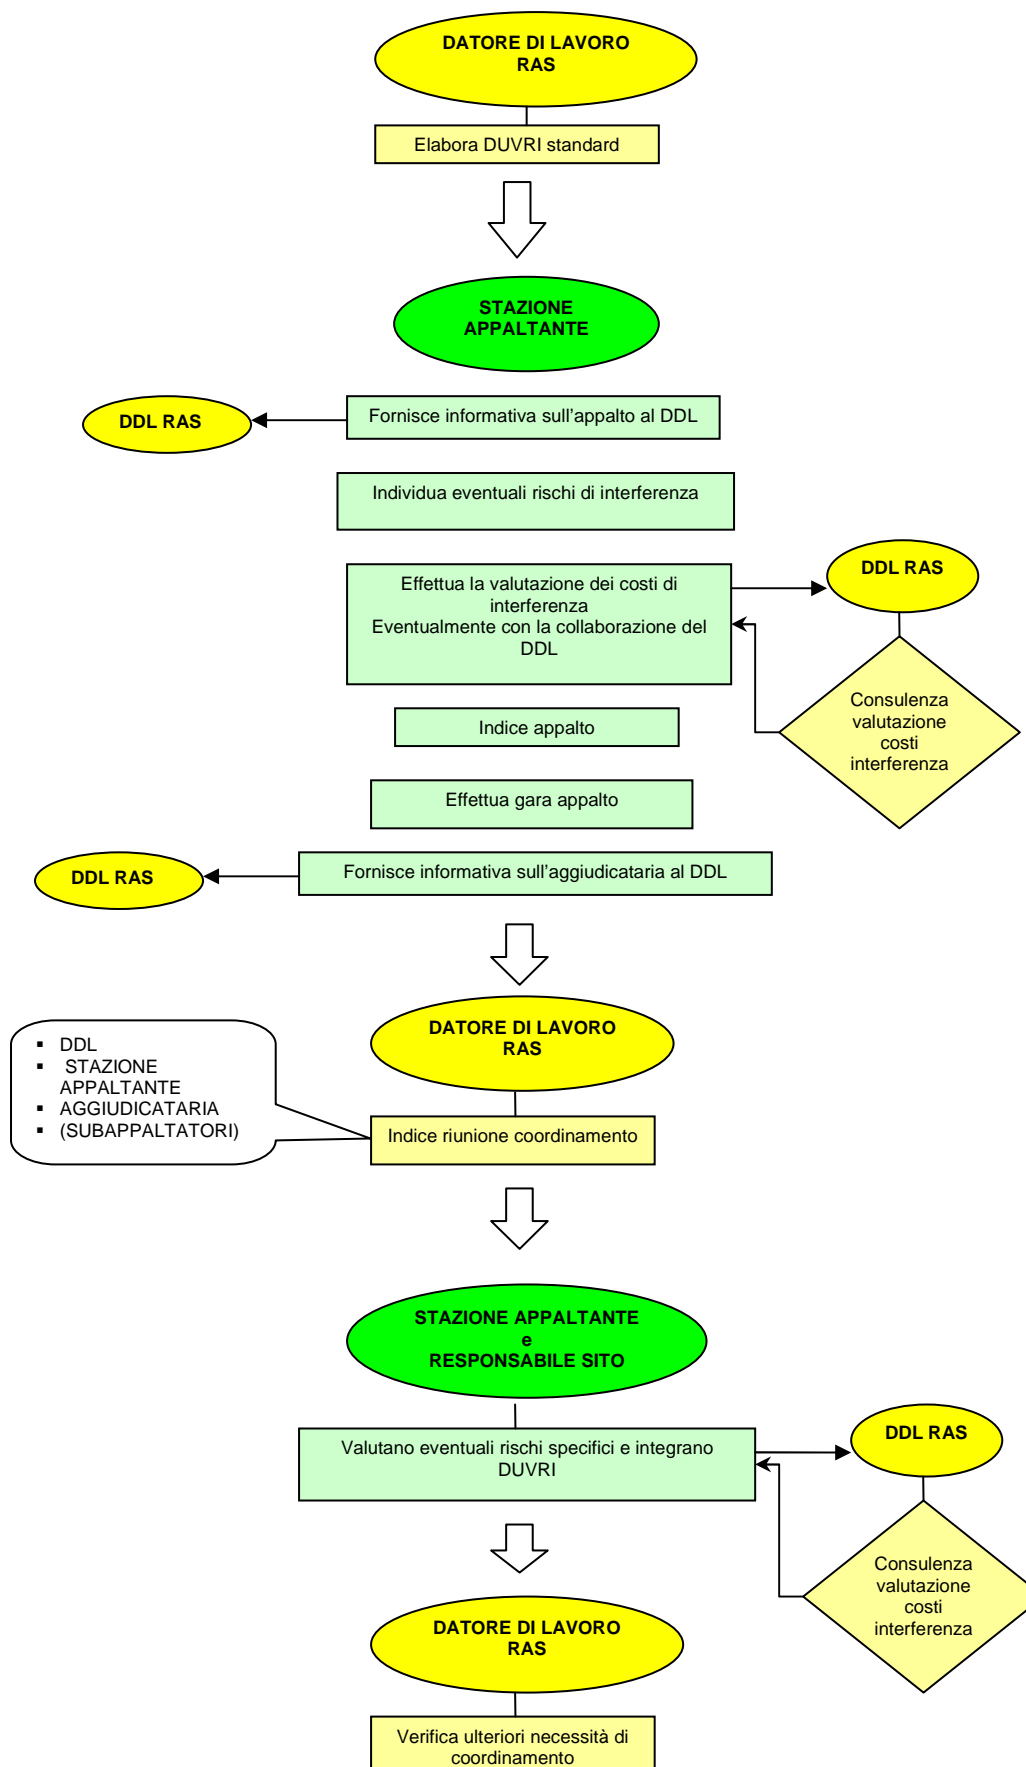 DATORE DI LAVORO
RAS
Elabora DUVRI standard
STAZIONE
APPALTANTE
DDL RAS
Fornisce informativa sull’appalto al DDL
Individua eventuali rischi di interferenza
Effettua la valutazione dei costi di
interferenza
Eventualmente con la collaborazione del
DDL
DDL RAS
Consulenza
valutazione
costi
interferenza
Indice appalto
Effettua gara appalto
DDL RAS
Fornisce informativa sull’aggiudicataria al DDL
DATORE DI LAVORO
RAS
▪ DDL
▪ STAZIONE
APPALTANTE
▪ AGGIUDICATARIA
▪ (SUBAPPALTATORI)
Indice riunione coordinamento
STAZIONE APPALTANTE
e
RESPONSABILE SITO
Valutano eventuali rischi specifici e integrano
DUVRI
DDL RAS
Consulenza
valutazione
costi
interferenza
DATORE DI LAVORO
RAS
Verifica ulteriori necessità di
coordinamento